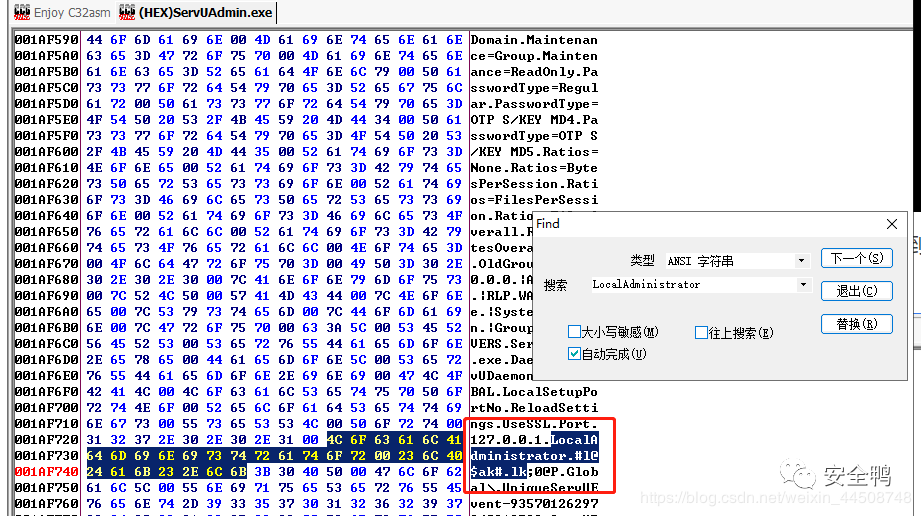 Enjoy C32asm (HEX)ServUAdmin.exe
001AF590 44 6F 6D 61 69 6E 00 4D 61 69 6E 74 65 6E 61 6E Domain.Maintenan
001AF5A0 63 65 3D 47 72 6F 75 70 00 4D 61 69 6E 74 65 6E ce=Group.Mainten
001AF5B0 61 6E 63 65 3D 52 65 61 64 4F 6E 6C 79 00 50 61 ance=ReadOnly.Pa
001AF5C0 73 73 77 6F 72 64 54 79 70 65 3D 52 65 67 75 6C sswordType=Regul
001AF5D0 61 72 00 50 61 73 73 77 6F 72 64 54 79 70 65 3D ar.PasswordType=
001AF5E0 4F 54 50 20 53 2F 4B 45 59 20 4D 44 34 00 50 61 OTP S/KEY MD4.Pa
001AF5F0 73 73 77 6F 72 64 54 79 70 65 3D 4F 54 50 20 53 sswordType=OTP S
001AF600 2F 4B 45 59 20 4D 44 35 00 52 61 74 69 6F 73 3D /KEY MD5.Ratios=
001AF610 4E 6F 6E 65 00 52 61 74 69 6F 73 3D 42 79 74 65 None.Ratios=Byte
001AF620 73 50 65 72 53 65 73 73 69 6F 6E 00 52 61 74 69 sPerSession.Rati
001AF630 6F 73 3D 46 69 6C 65 73 50 65 72 53 65 73 73 69 os=FilesPerSessi
001AF640 6F 6E 00 52 61 74 69 6F 73 3D 46 69 6C 65 73 4F on.Ratio
001AF650 76 65 72 61 6C 6C 00 52 61 74 69 6F 73 3D 42 79 verall.R
001AF660 74 65 73 4F 76 65 72 61 6C 6C 00 4E 6F 74 65 3D tesOvera
001AF670 00 4F 6C 64 47 72 6F 75 70 3D 00 49 50 3D 30 2E .OldGrou
001AF680 30 2E 30 2E 30 00 7C 41 6E 6F 6E 79 6D 6F 75 73 0.0.0.|A
001AF690 00 7C 52 4C 50 00 57 41 4D 43 44 00 7C 4E 6F 6E .|RLP.WA
001AF6A0 65 00 7C 53 79 73 74 65 6D 00 7C 44 6F 6D 61 69 e.|Syste
001AF6B0 6E 00 7C 47 72 6F 75 70 00 63 3A 5C 00 53 45 52 n.|Group
001AF6C0 56 45 52 53 00 53 65 72 76 55 44 61 65 6D 6F 6E VERS.Ser
001AF6D0 2E 65 78 65 00 44 61 65 6D 6F 6E 5C 00 53 65 72 .exe.Dae
001AF6E0 76 55 44 61 65 6D 6F 6E 2E 69 6E 69 00 47 4C 4F vUDaemon
001AF6F0 42 41 4C 00 4C 6F 63 61 6C 53 65 74 75 70 50 6F BAL.LocalSetupPo
001AF700 72 74 4E 6F 00 52 65 6C 6F 61 64 53 65 74 74 69 rtNo.ReloadSetti
001AF710 6E 67 73 00 55 73 65 53 53 4C 00 50 6F 72 74 00 ngs.UseSSL.Port.
001AF720 31 32 37 2E 30 2E 30 2E 31 00 4C 6F 63 61 6C 41 127.0.0.1.LocalA
001AF730 64 6D 69 6E 69 73 74 72 61 74 6F 72 00 23 6C 40 dministrator.#l@
001AF740 24 61 6B 23 2E 6C 6B 3B 30 40 50 00 47 6C 6F 62 $ak#.lk;0@P.Glob
61 6C 5C 00 55 6E 69 71 75 65 53 65 72 76 55 45 al\.UniqueServUE
76 65 6E 74 2D 39 33 35 37 30 31 32 36 32 39 37 vent-93570126297
Find
类型 ANSI 字符串 下一个(S)
搜索 LocalAdministrator 退出(C)
大小写敏感(M) 往上搜索(E) 替换(R)
自动完成(U)
安全鸭
https://blog.csdn.net/weixin_44508748